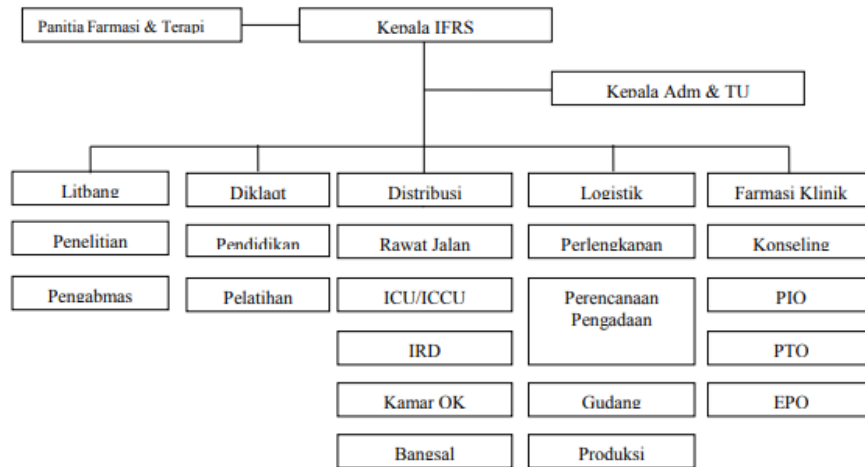 Panitia Farmasi & Terapi
Kepala IFRS
Kepala Adm & TU
Litbang
Diklat
Distribusi
Logistik
Farmasi Klinik
Penelitian
Pendidikan
Rawat Jalan
Perlengkapan
Konseling
Pengabmas
Pelatihan
ICU/ICCU
Perencanaan
Pengadaan
PIO
IRD
PTO
Kamar OK
Gudang
EPO
Bangsal
Produksi